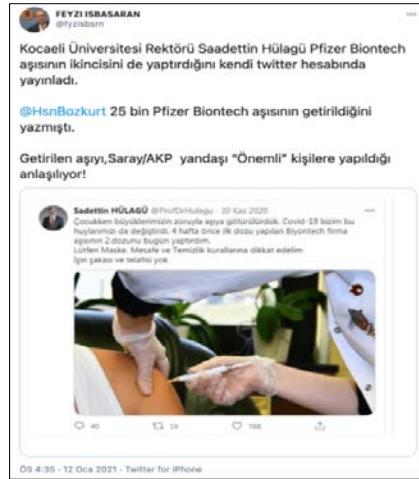 FEYZI ISBASARAN
@fyzisbsrn
Kocaeli Üniversitesi Rektörü Saadettin Hülagü Pfizer Biontech
aşısının ikincisini de yaptırdığını kendi twitter hesabında
yayınladı.
@HsnBozkurt 25 bin Pfizer Biontech aşısının getirildiğini
yazmıştı.
Getirilen aşıyı,Saray/AKP yandaşı "Önemli" kişilere yapıldığı
anlaşılıyor!
Sadettin HÜLAGÜ @ProfDrHulagu · 30 Kas 2020
Çocukken büyüklerimizin zoruyla aşıya götürülürdük. Covid-19 bizim bu
huylarımızı da değiştirdi. 4 hafta önce ilk dozu yapılan Biyontech firma
aşısının 2.dozunu bugün yaptırdım.
Lütfen Maske, Mesafe ve Temizlik kurallarına dikkat edelim
İşin şakası ve telafisi yok.
40 19 768
ÖS 4:35 · 12 Oca 2021 · Twitter for iPhone